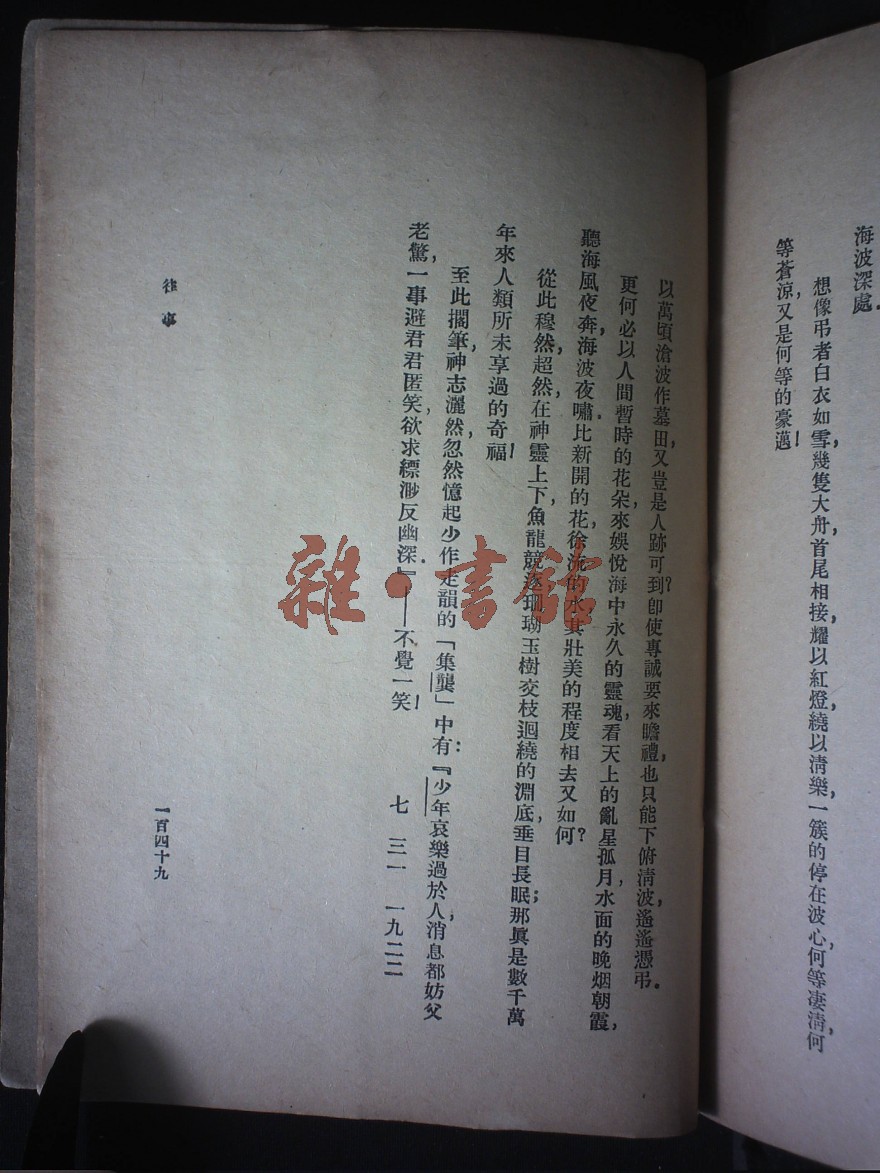 海波深處.
想像弔者白衣如雪,幾隻大舟,首尾相接,耀以紅燈,繞以清樂,一簇的停在波心,何等凄清,何
等蒼涼,又是何等的豪邁!
以萬頃滄波作墓田,又豈是人跡可到?即使專誠要來瞻禮,也只能下俯清波,遙遙憑弔.
更何必以人間暫時的花朵,來娛悅海中永久的靈魂,看天上的亂星孤月,水面的晚烟朝霞,
聽海風夜奔,海波夜嘯.比新開的花,徐流的水,其壯美的程度相去又如何?
從此穆然,超然,在神靈上下,魚龍競逐,珊瑚玉樹交枝迴繞的淵底,垂目長眠;那眞是數千萬
年來人類所未享過的奇福!
至此擱筆,神志灑然,忽然憶起少作走韻的「集龔」中有:『少年哀樂過於人,消息都妨父
老驚,一事避君君匿笑,欲求縹渺反幽深.』——不覺一笑!
七 三一 一九二二
往事
一百四十九
雜·書館